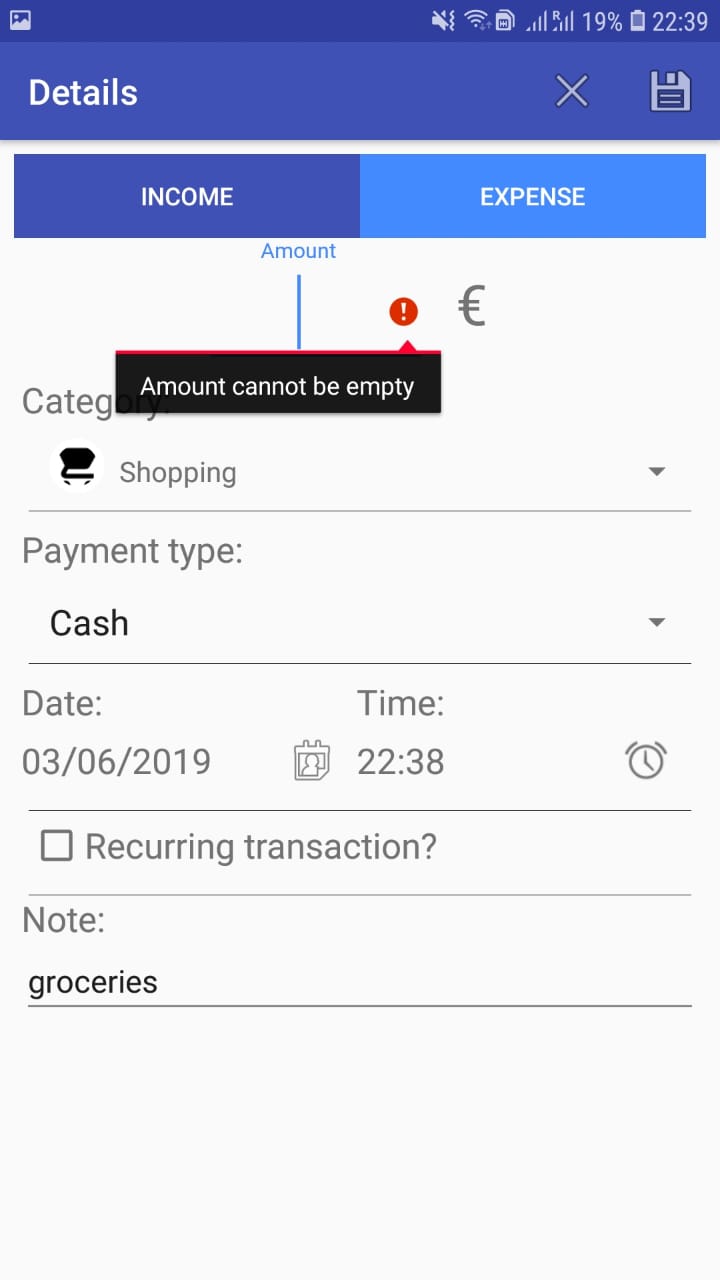 19% 22:39
Details
INCOME EXPENSE
Amount
€
Amount cannot be empty
Category:
Shopping
Payment type:
Cash
Date: Time:
03/06/2019 22:38
Recurring transaction?
Note:
groceries